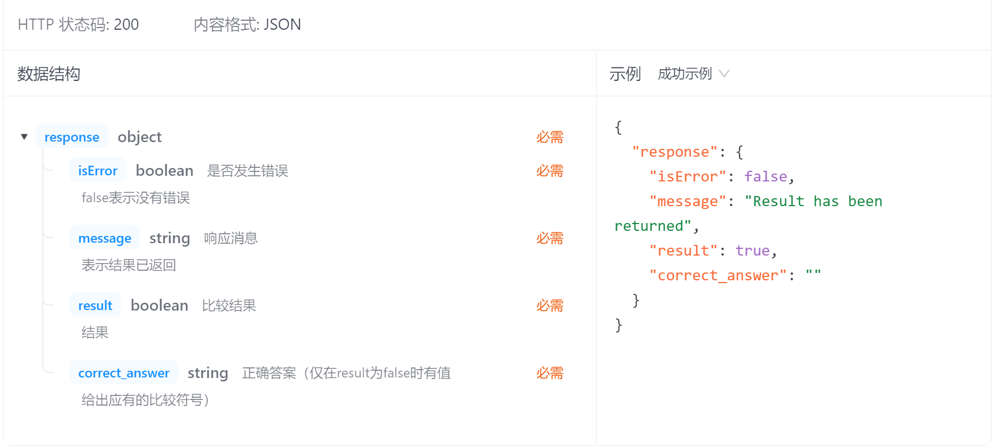 HTTP 状态码: 200 内容格式: JSON
数据结构
示例 成功示例
response object 必需
isError boolean 是否发生错误 必需
false表示没有错误
message string 响应消息 必需
表示结果已返回
result boolean 比较结果 必需
结果
correct_answer string 正确答案（仅在result为false时有值 必需
给出应有的比较符号）
{
"response": {
"isError": false,
"message": "Result has been
returned",
"result": true,
"correct_answer": ""
}
}